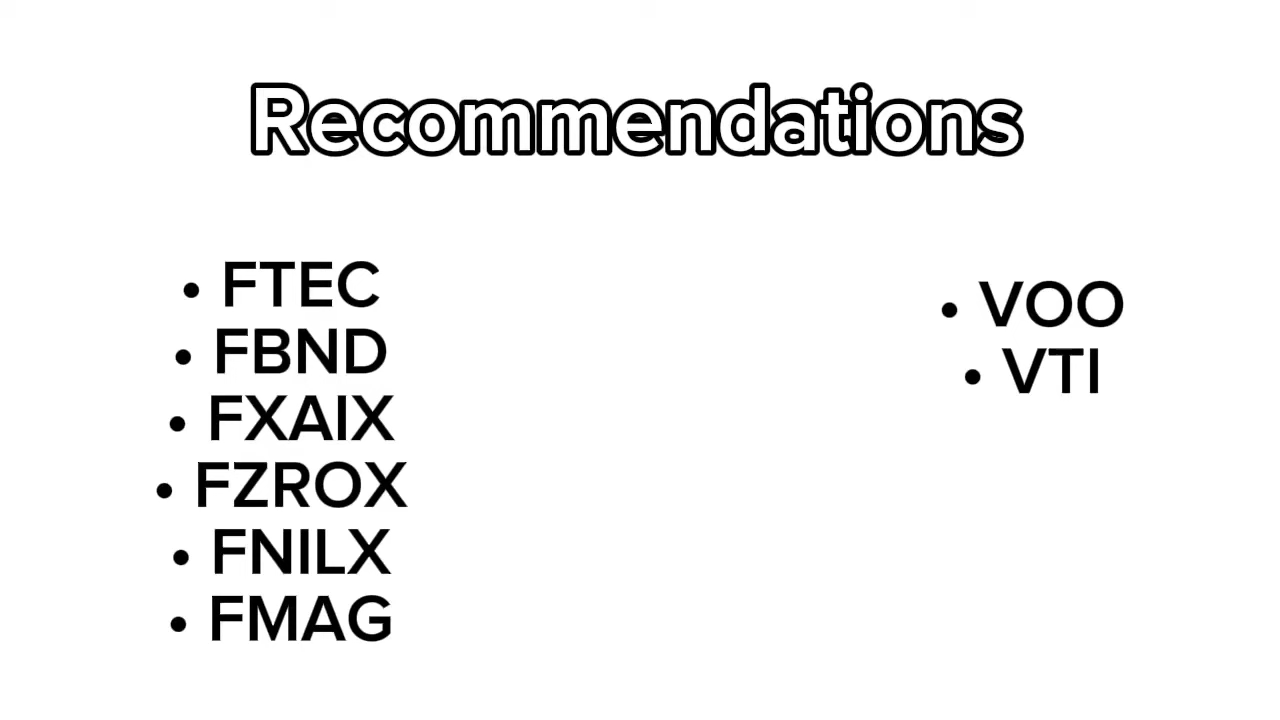 Recommendations
• FTEC
• FBND
• FXAIX
• FZROX
• FNILX
• FMAG
• VOO
• VTI